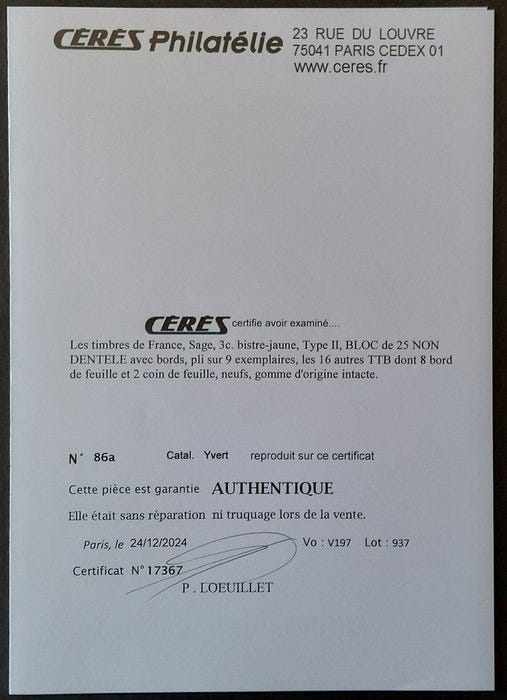 CÉRÈS Philatélie
23 RUE DU LOUVRE
75041 PARIS CEDEX 01
www.ceres.fr
CÉRÈS certifie avoir examiné....
Les timbres de France, Sage, 3c. bistre-jaune, Type II, BLOC de 25 NON
DENTELE avec bords, pli sur 9 exemplaires, les 16 autres TTB dont 8 bord
de feuille et 2 coin de feuille, neufs, gomme d'origine intacte.
N° 86a Catal. Yvert reproduit sur ce certificat
Cette pièce est garantie AUTHENTIQUE
Elle était sans réparation ni truquage lors de la vente.
Paris, le 24/12/2024 Vo : V197 Lot : 937
Certificat N° 17367
P . LOEUILLET